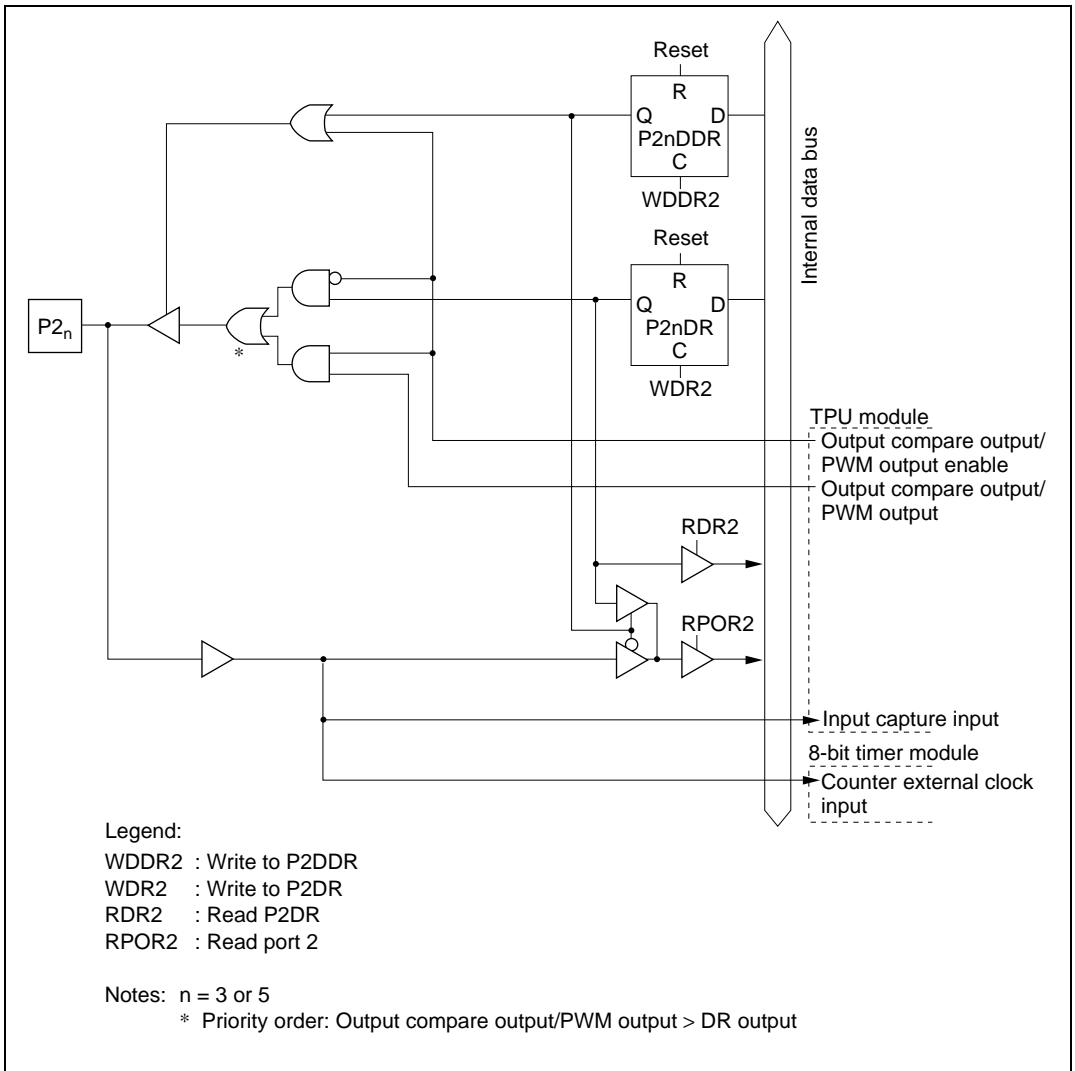 Reset
R
Q D
P2nDDR
C
WDDR2
Reset
R
Q D
P2nDR
C
WDR2
Internal data bus
P2n
*
TPU module
Output compare output/
PWM output enable
Output compare output/
PWM output
RDR2
RPOR2
Input capture input
8-bit timer module
Counter external clock
input
Legend:
WDDR2 : Write to P2DDR
WDR2 : Write to P2DR
RDR2 : Read P2DR
RPOR2 : Read port 2
Notes: n = 3 or 5
* Priority order: Output compare output/PWM output > DR output